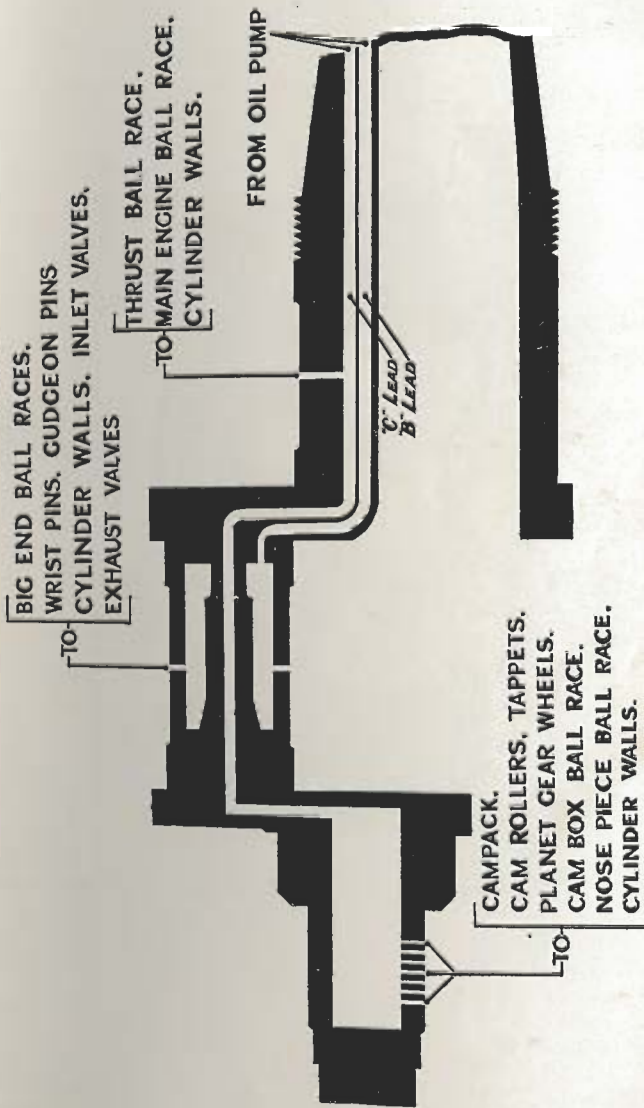 BIG END BALL RACES.
WRIST PINS. GUDGEON PINS
CYLINDER WALLS. INLET VALVES.
EXHAUST VALVES
TO
THRUST BALL RACE.
TO MAIN ENGINE BALL RACE.
CYLINDER WALLS.
FROM OIL PUMP
"C" LEAD
"B" LEAD
CAMPACK.
CAM ROLLERS. TAPPETS.
PLANET GEAR WHEELS.
TO
CAM BOX BALL RACE.
NOSE PIECE BALL RACE.
CYLINDER WALLS.